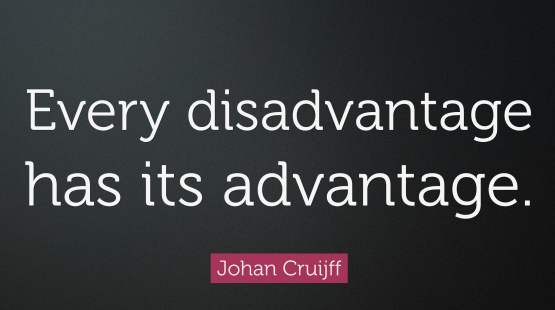 Every disadvantage
has its advantage.
Johan Cruijff